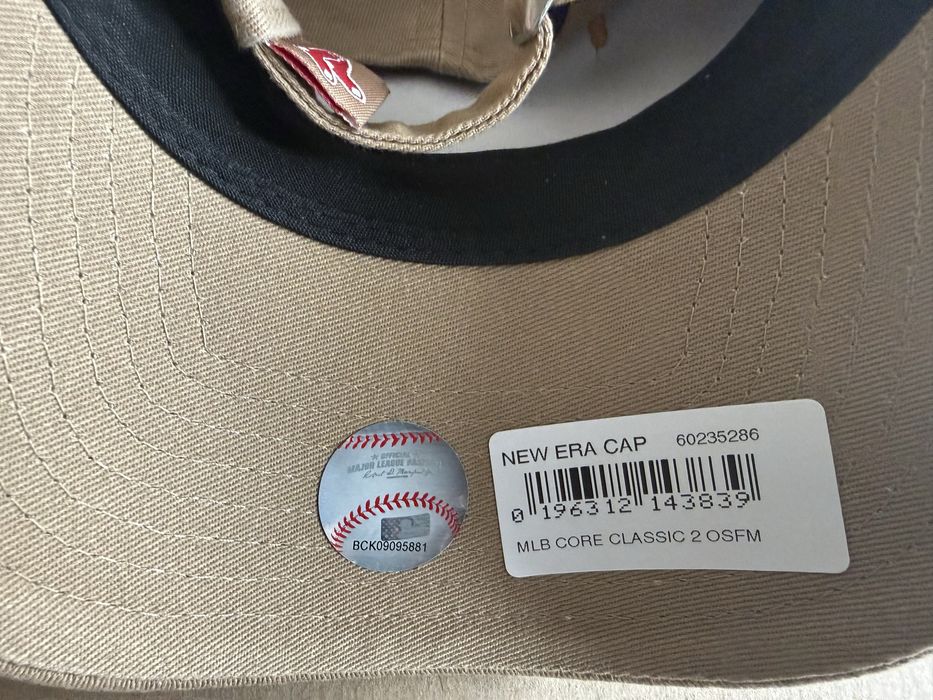 NEW ERA CAP 60235286
0 196312 143839
MLB CORE CLASSIC 2 OSFM
OFFICIAL
MAJOR LEAGUE BASEBALL
BCK09095881